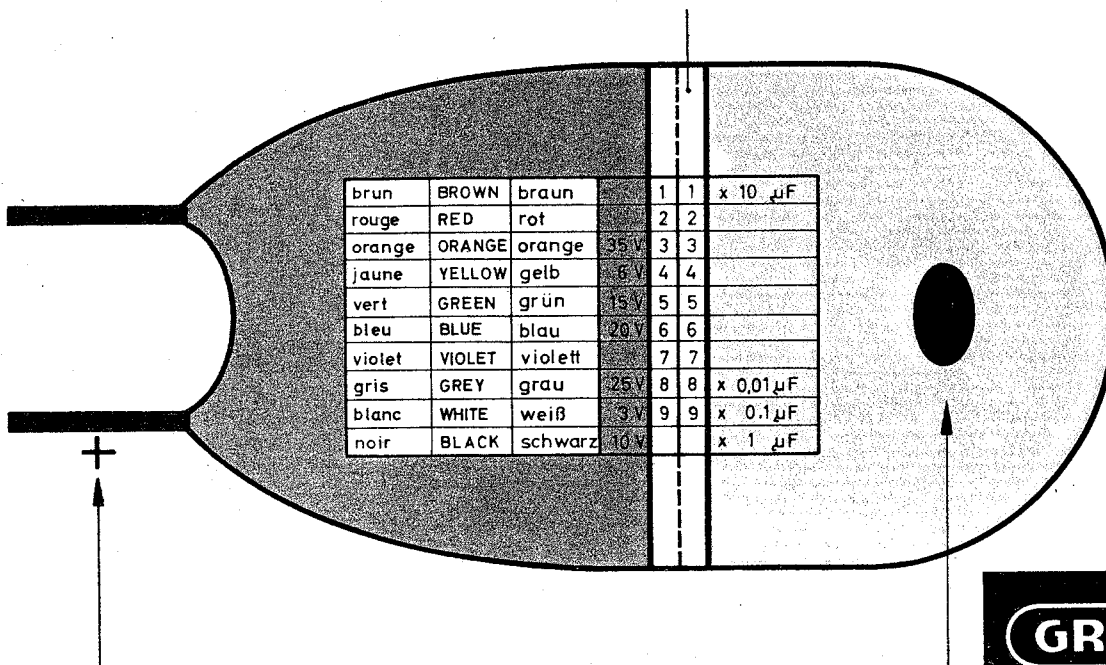 brun BROWN braun 1 1 x 10 µF
rouge RED rot 2 2
orange ORANGE orange 35 V 3 3
jaune YELLOW gelb 6 V 4 4
vert GREEN grün 15 V 5 5
bleu BLUE blau 20 V 6 6
violet VIOLET violett 7 7
gris GREY grau 25 V 8 8 x 0,01 µF
blanc WHITE weiß 3 V 9 9 x 0.1 µF
noir BLACK schwarz 10 V x 1 µF
+
GR